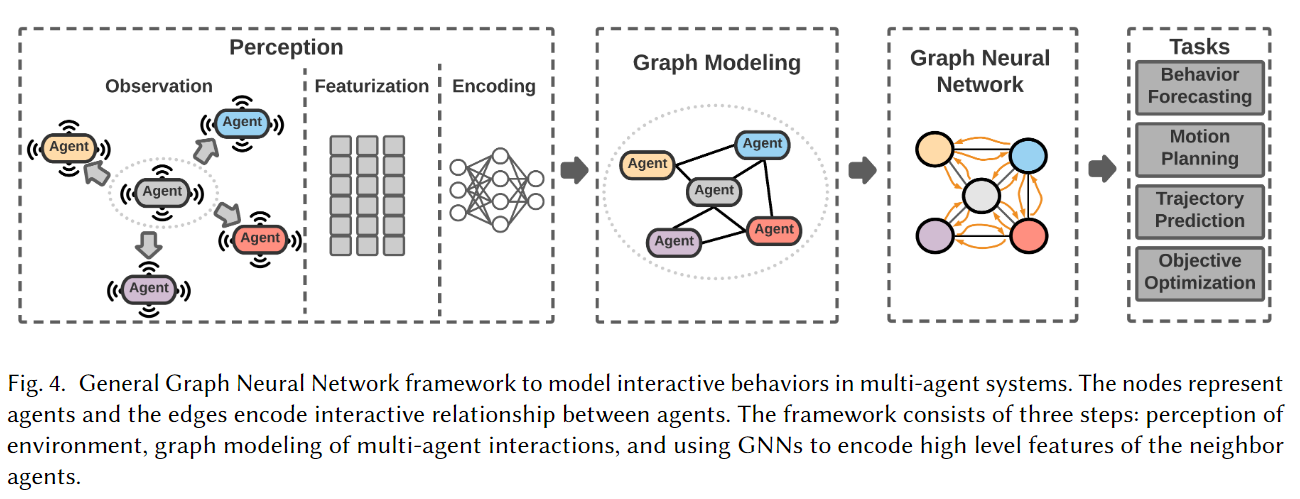 Perception
Observation
Featurization
Encoding
Agent
Agent
Agent
Agent
Agent
Graph Modeling
Agent
Agent
Agent
Agent
Agent
Graph Neural
Network
Tasks
Behavior
Forecasting
Motion
Planning
Trajectory
Prediction
Objective
Optimization
Fig. 4. General Graph Neural Network framework to model interactive behaviors in multi-agent systems. The nodes represent
agents and the edges encode interactive relationship between agents. The framework consists of three steps: perception of
environment, graph modeling of multi-agent interactions, and using GNNs to encode high level features of the neighbor
agents.